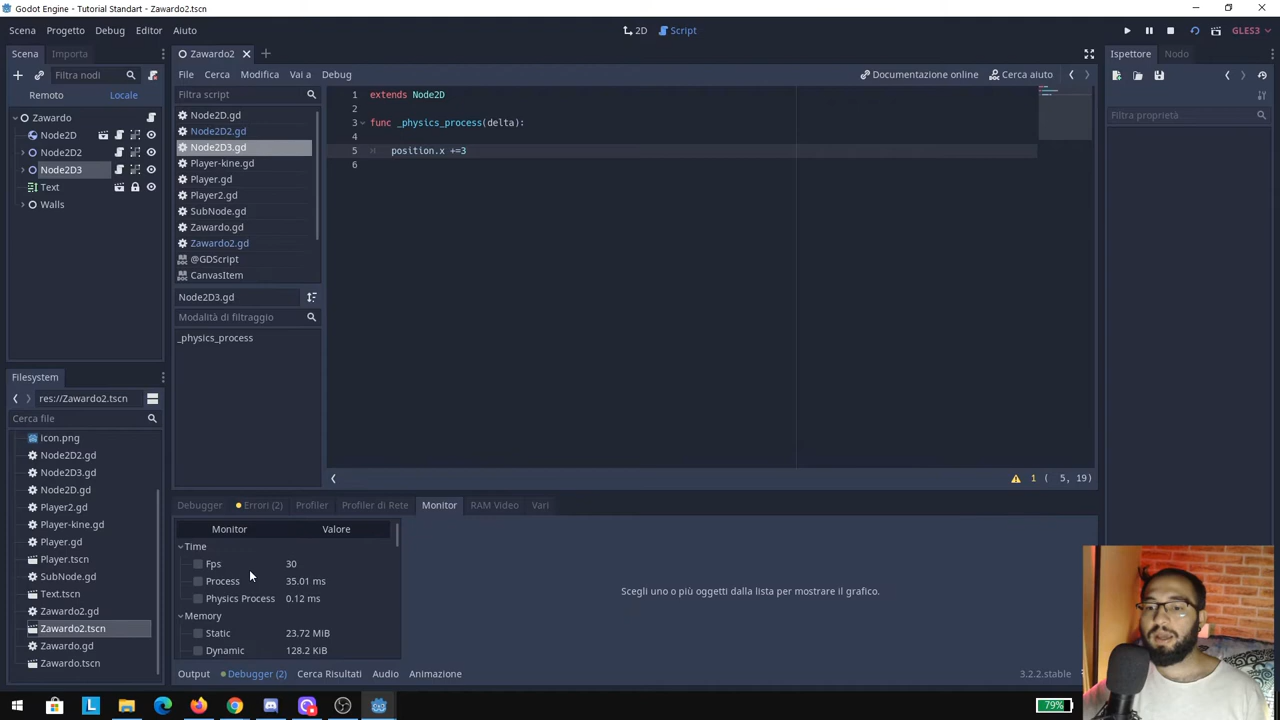 Godot Engine - Tutorial Standart - Zawardo2.tscn
Scena Progetto Debug Editor Aiuto
2D Script
GLES3
Scena Importa
Filtra nodi
Remoto Locale
Zawardo
Node2D
Node2D2
Node2D3
Text
Walls
Zawardo2
File Cerca Modifica Vai a Debug
Documentazione online Cerca aiuto
Filtra script
Node2D.gd
Node2D2.gd
Node2D3.gd
Player-kine.gd
Player.gd
Player2.gd
SubNode.gd
Zawardo.gd
Zawardo2.gd
@GDScript
CanvasItem
Node2D3.gd
Modalità di filtraggio
_physics_process
1 extends Node2D
2
3 func _physics_process(delta):
4
5 position.x +=3
6
1 ( 5, 19)
Ispettore Nodo
Filtra proprietà
Filesystem
res://Zawardo2.tscn
Cerca file
icon.png
Node2D2.gd
Node2D3.gd
Node2D.gd
Player2.gd
Player-kine.gd
Player.gd
Player.tscn
SubNode.gd
Text.tscn
Zawardo2.gd
Zawardo2.tscn
Zawardo.gd
Zawardo.tscn
Debugger Errori (2) Profiler Profiler di Rete Monitor RAM Video Vari
Monitor Valore
Time
Fps 30
Process 35.01 ms
Physics Process 0.12 ms
Memory
Static 23.72 MiB
Dynamic 128.2 KiB
Scegli uno o più oggetti dalla lista per mostrare il grafico.
Output Debugger (2) Cerca Risultati Audio Animazione
3.2.2.stable
79%